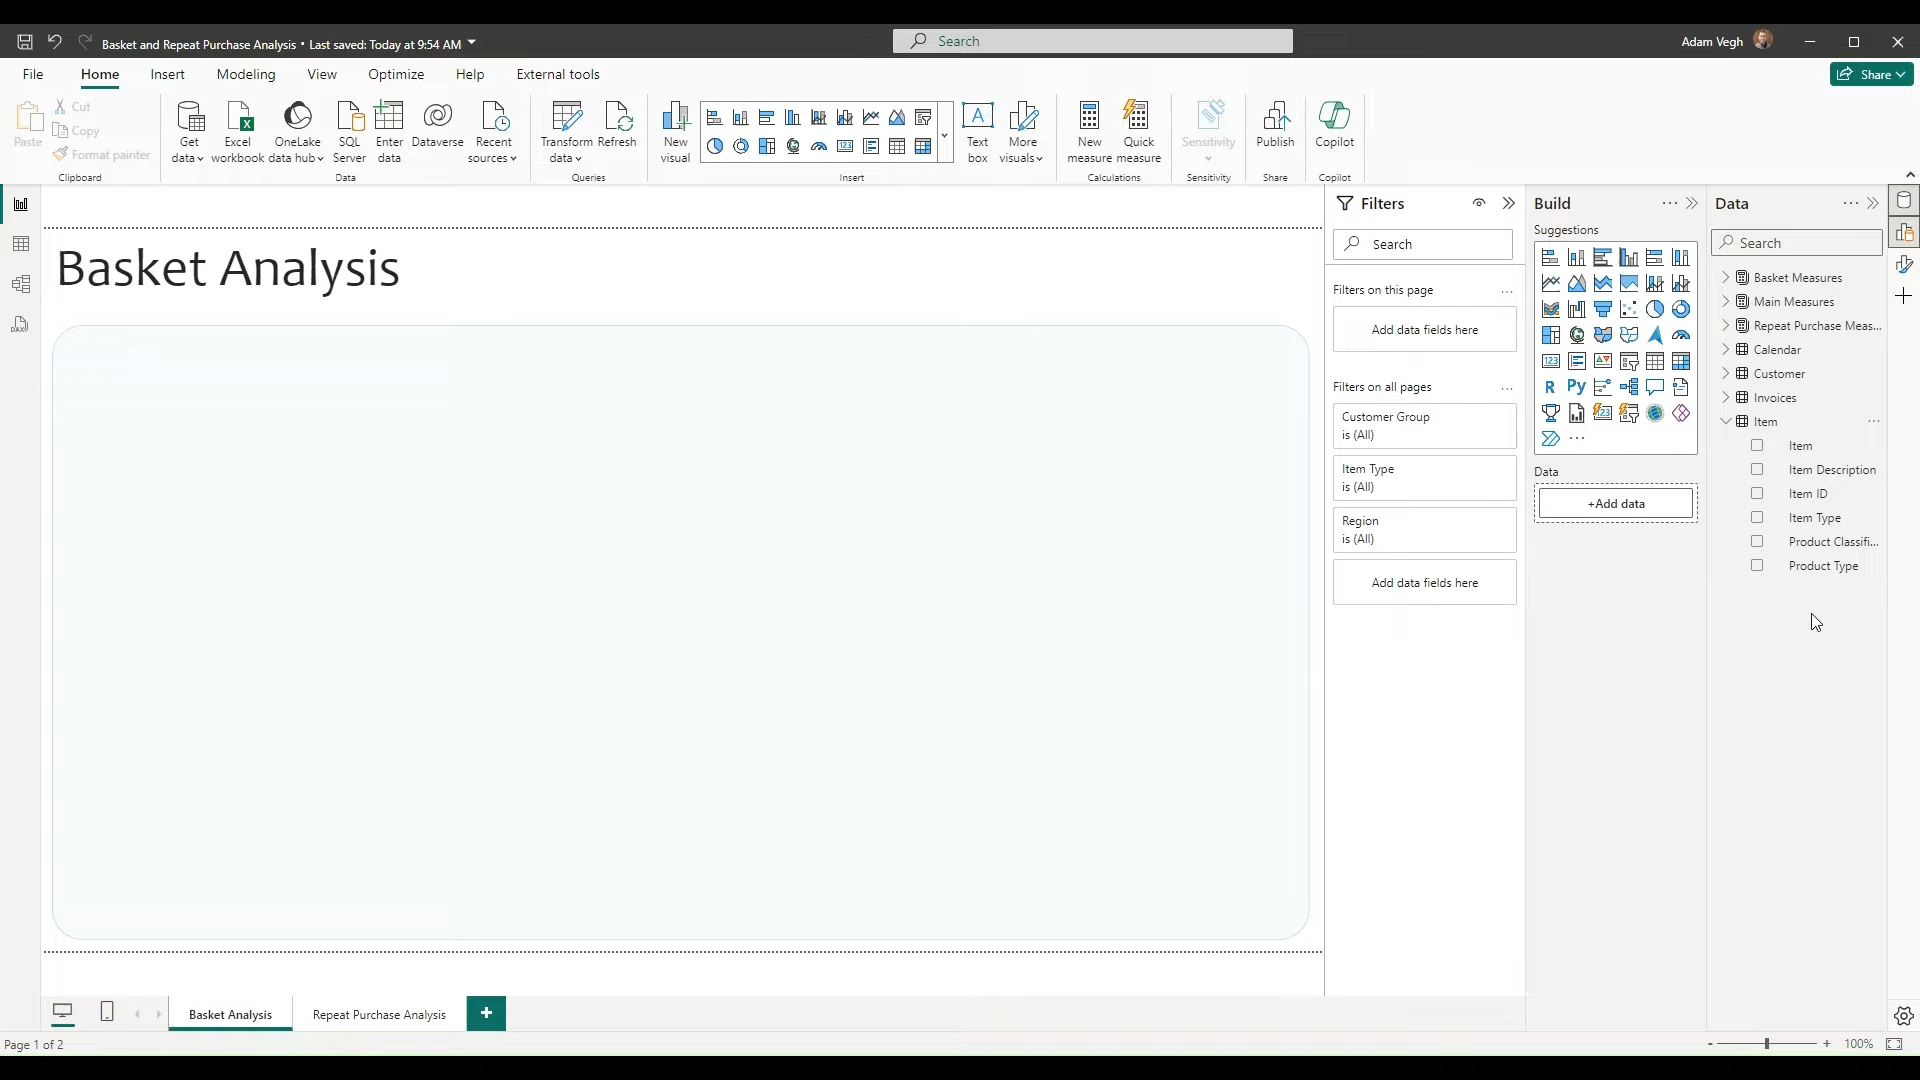 Basket and Repeat Purchase Analysis • Last saved: Today at 9:54 AM
Search
Adam Vegh
File
Home
Insert
Modeling
View
Optimize
Help
External tools
Share
Paste
Cut
Copy
Format painter
Clipboard
Get data
Excel workbook
OneLake data hub
SQL Server
Enter data
Dataverse
Recent sources
Data
Transform data
Refresh
Queries
New visual
Text box
More visuals
Insert
New measure
Quick measure
Calculations
Sensitivity
Sensitivity
Publish
Share
Copilot
Copilot
Basket Analysis
Filters
Search
Filters on this page
...
Add data fields here
Filters on all pages
...
Customer Group
is (All)
Item Type
is (All)
Region
is (All)
Add data fields here
Build
...
Suggestions
123
R
Py
123
...
Data
+Add data
Data
...
Search
Basket Measures
Main Measures
Repeat Purchase Meas...
Calendar
Customer
Invoices
Item
...
Item
Item Description
Item ID
Item Type
Product Classifi...
Product Type
Basket Analysis
Repeat Purchase Analysis
+
Page 1 of 2
- +
100%